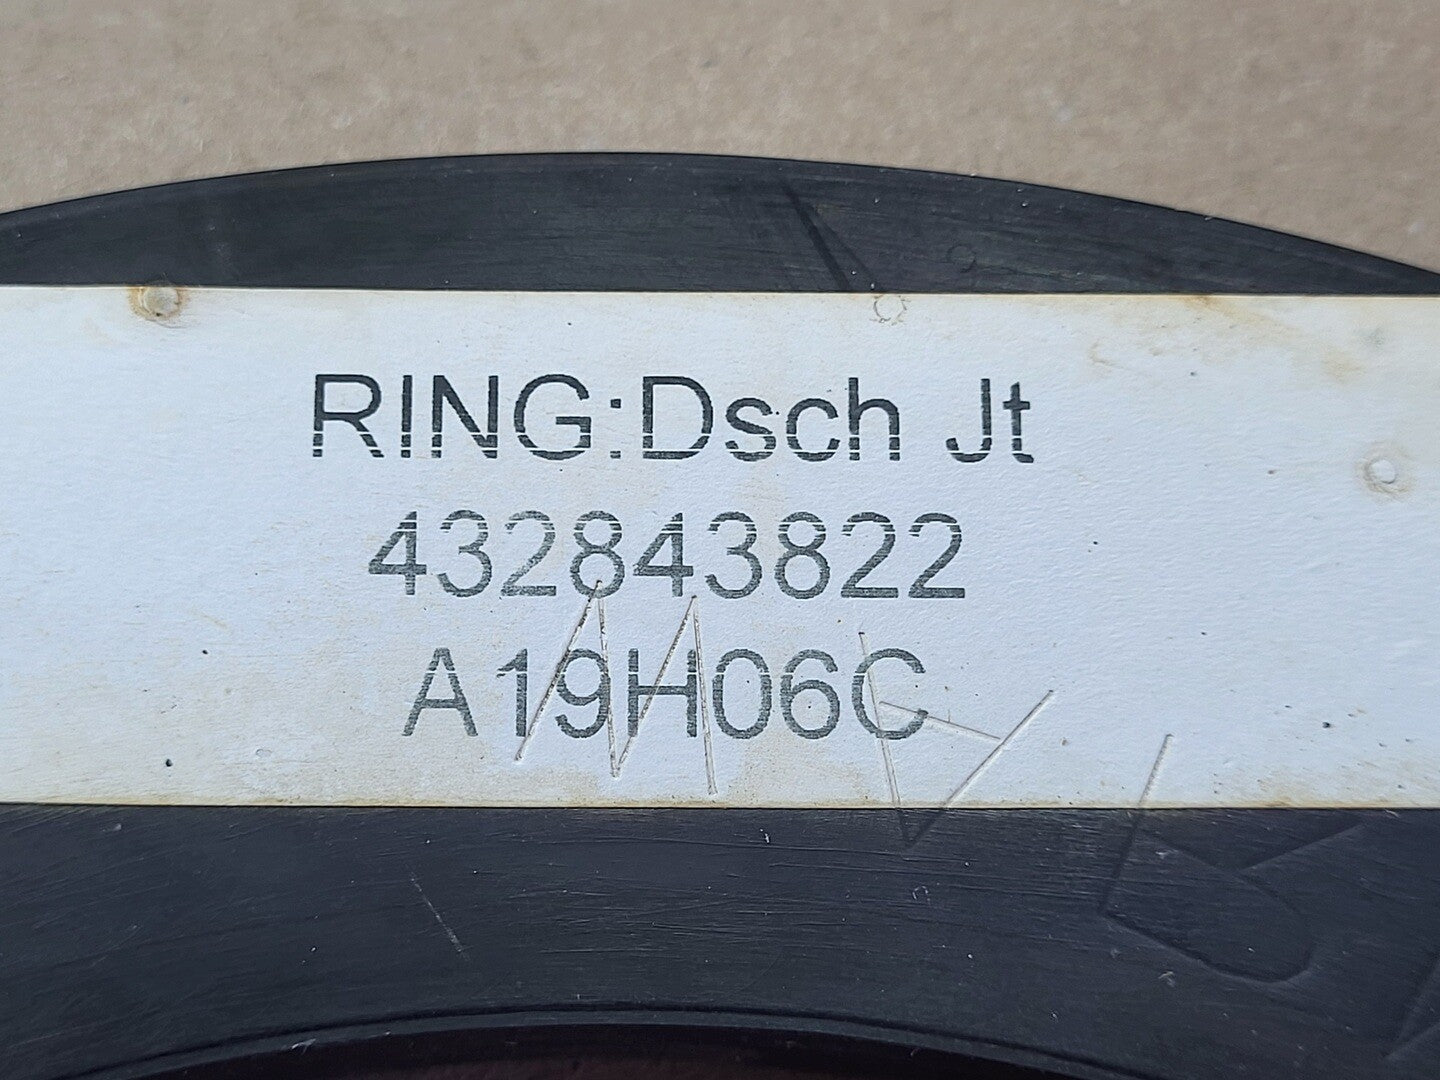 RING:Dsch Jt
432843822
A19H06C